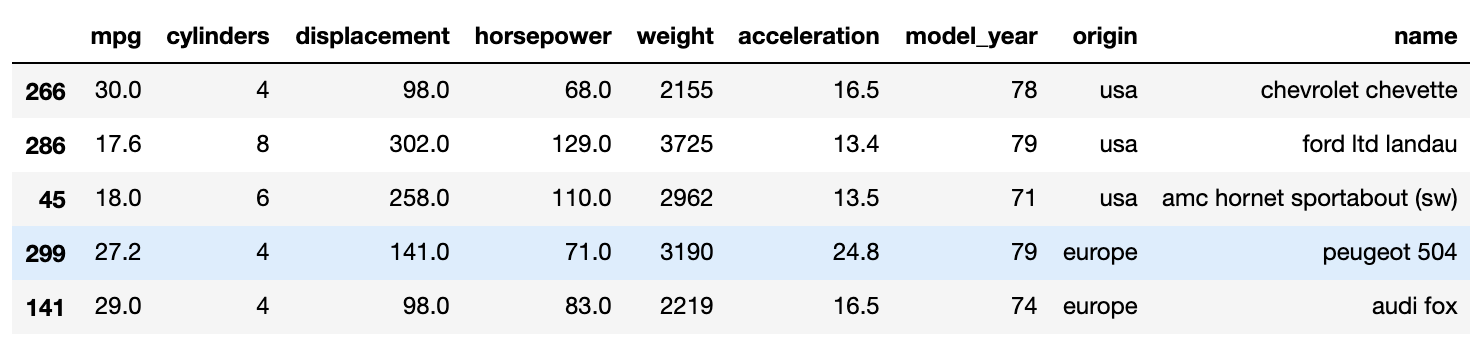 mpg cylinders displacement horsepower weight acceleration model_year origin name
266 30.0 4 98.0 68.0 2155 16.5 78 usa chevrolet chevette
286 17.6 8 302.0 129.0 3725 13.4 79 usa ford ltd landau
45 18.0 6 258.0 110.0 2962 13.5 71 usa amc hornet sportabout (sw)
299 27.2 4 141.0 71.0 3190 24.8 79 europe peugeot 504
141 29.0 4 98.0 83.0 2219 16.5 74 europe audi fox